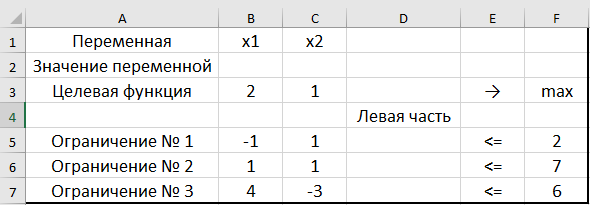 A B C D E F
1 Переменная x1 x2
2 Значение переменной
3 Целевая функция 2 1 → max
4 Левая часть
5 Ограничение № 1 -1 1 <= 2
6 Ограничение № 2 1 1 <= 7
7 Ограничение № 3 4 -3 <= 6